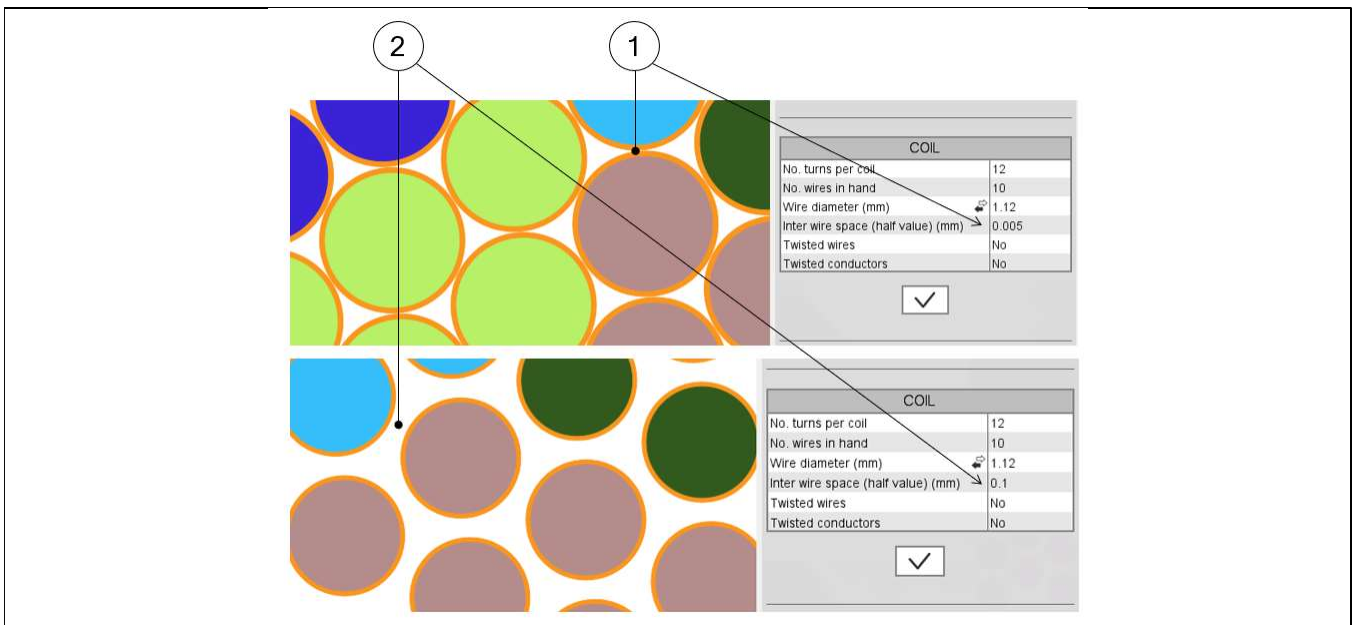 2 1
COIL
No. turns per coil 12
No. wires in hand 10
Wire diameter (mm) 1.12
Inter wire space (half value) (mm) 0.005
Twisted wires No
Twisted conductors No
COIL
No. turns per coil 12
No. wires in hand 10
Wire diameter (mm) 1.12
Inter wire space (half value) (mm) 0.1
Twisted wires No
Twisted conductors No